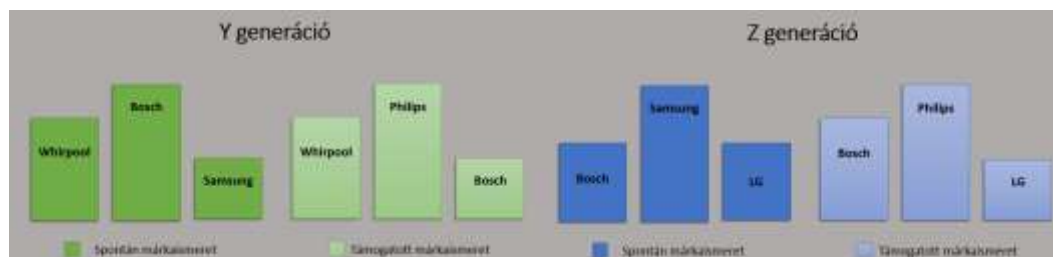 Y generáció
Z generáció
Whirpool
Bosch
Samsung
Whirpool
Philips
Bosch
Bosch
Samsung
LG
Bosch
Philips
LG
Spontán márkaismeret
Támogatott márkaismeret
Spontán márkaismeret
Támogatott márkaismeret